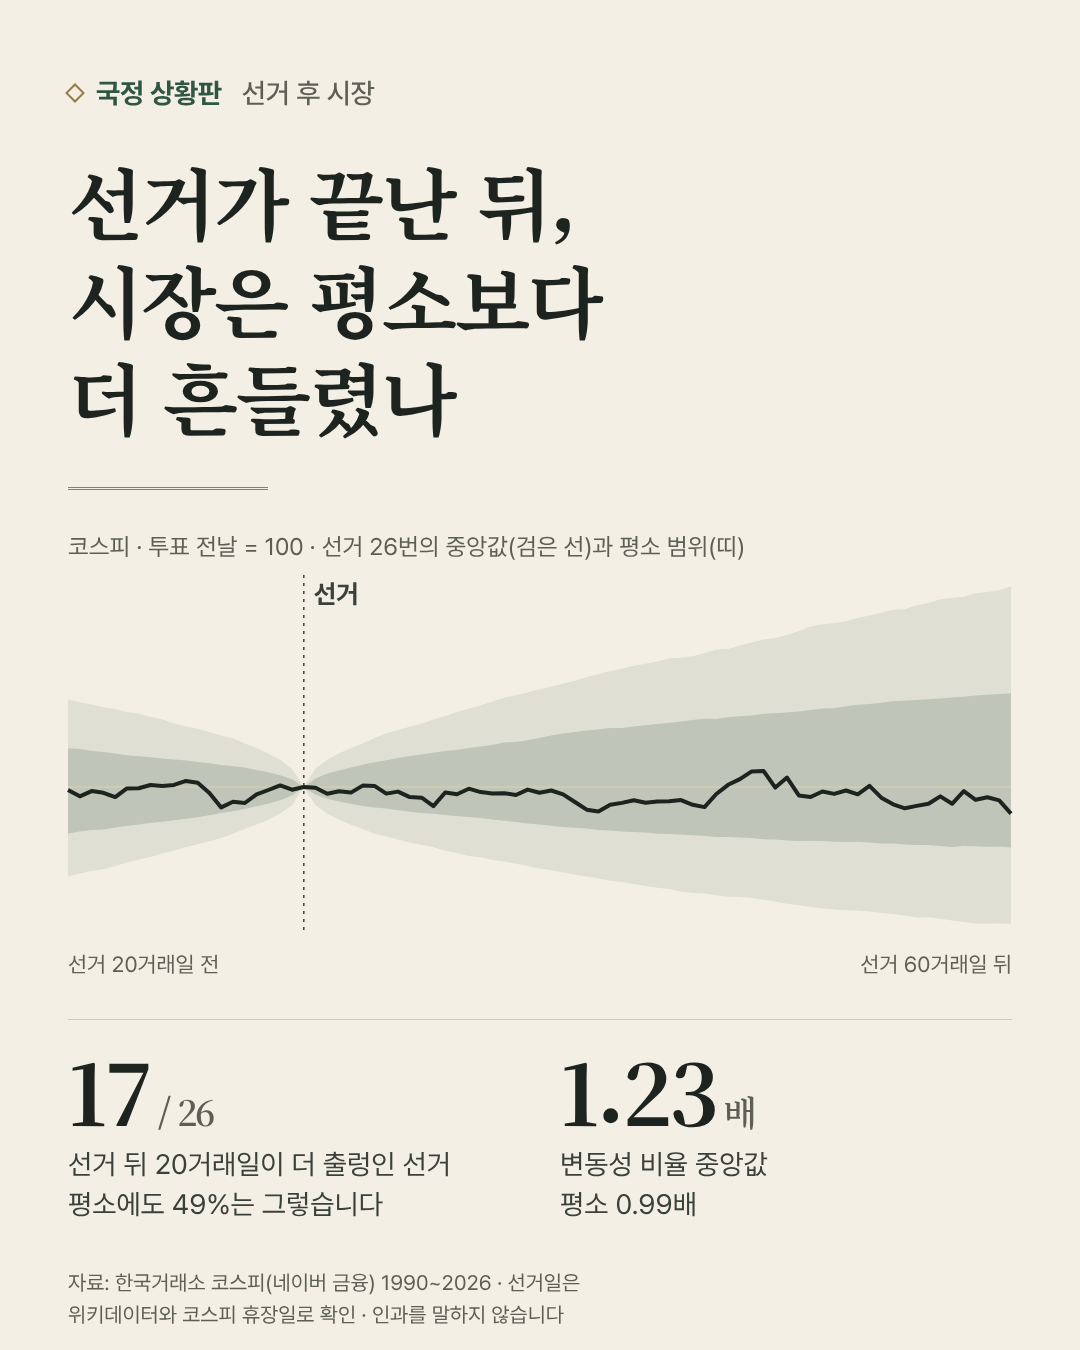 국정 상황판 선거 후 시장
선거가 끝난 뒤,
시장은 평소보다
더 흔들렸나
코스피 · 투표 전날 = 100 · 선거 26번의 중앙값(검은 선)과 평소 범위(띠)
선거
선거 20거래일 전
선거 60거래일 뒤
17 / 26
선거 뒤 20거래일이 더 출렁인 선거
평소에도 49%는 그렇습니다
1.23배
변동성 비율 중앙값
평소 0.99배
자료: 한국거래소 코스피(네이버 금융) 1990~2026 · 선거일은
위키데이터와 코스피 휴장일로 확인 · 인과를 말하지 않습니다